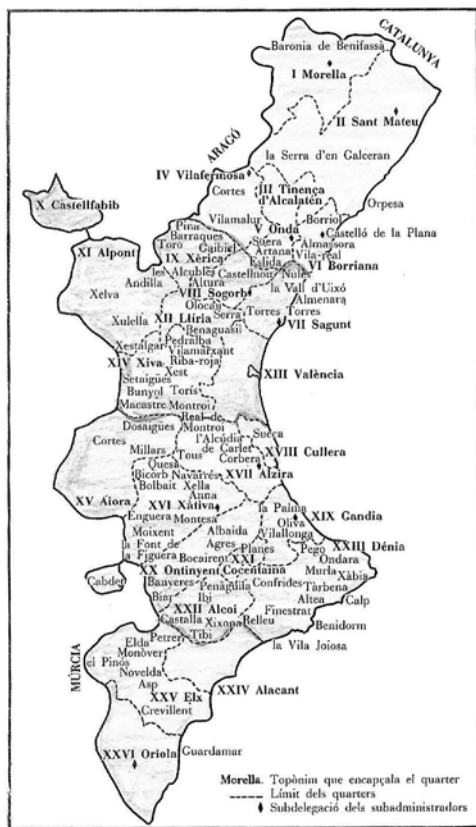 CATALUNYA
Baronia de Benifassà
I Morella
II Sant Mateu
ARAGÓ
la Serra d'en Galceran
IV Vilafermosa
Cortes
III Tinença
d'Alcalatén
Orpesa
X Castellfabib
Vilamalur
Borriol
V Onda
Castelló de la Plana
Pina
Barraques
Suera
Almassora
XI Alpont
Toro
Gaibiel
Artana
Vila-real
IX Xèrica
Eslida
VI Borriana
les Alcubles
Castellnou
Nules
Andilla
Altura
la Vall d'Uixó
Xelva
VIII Sogorb
Almenara
Olocau
Xulella
XII Llíria
Serra
Torres Torres
Benaguasil
VII Sagunt
Xestalgar
Pedralba
Vilamarxant
XIV Xiva
Riba-roja
XIII València
Xest
Setaigües
Bunyol
Torís
Macastre
Montroi
Real de
Montroi
Dosaigües
Sueca
Cortes
l'Alcúdia
de Carlet
XVIII Cullera
Millars
Tous
Corbera
Quesa
Bicorb
Navarrés
XVII Alzira
Bolbait
Xella
XV Aiora
Anna
la Palma
XVI Xàtiva
XIX Gandia
Enguera
Montesa
Oliva
Moixent
Albaida
Vilallonga
la Font de
la Figuera
Agres
Planes
Pego
XXIII Dénia
Bocairent
XXI
Ondara
XX Ontinyent
Cocentaina
Murla
Xàbia
Cabdet
Banyeres
Penàguila
Confrides
Tàrbena
Biar
Ibi
Altea
Calp
XXII Alcoi
Finestrat
Castalla
Xixona
Relleu
Benidorm
Petrer
Tibi
la Vila Joiosa
Elda
Monòver
MÚRCIA
el Pinós
Novelda
Asp
XXIV Alacant
XXV Elx
Crevillent
XXVI Oriola
Guardamar
Morella. Topònim que encapçala el quarter
Límit dels quarters
Subdelegació dels subadministradors